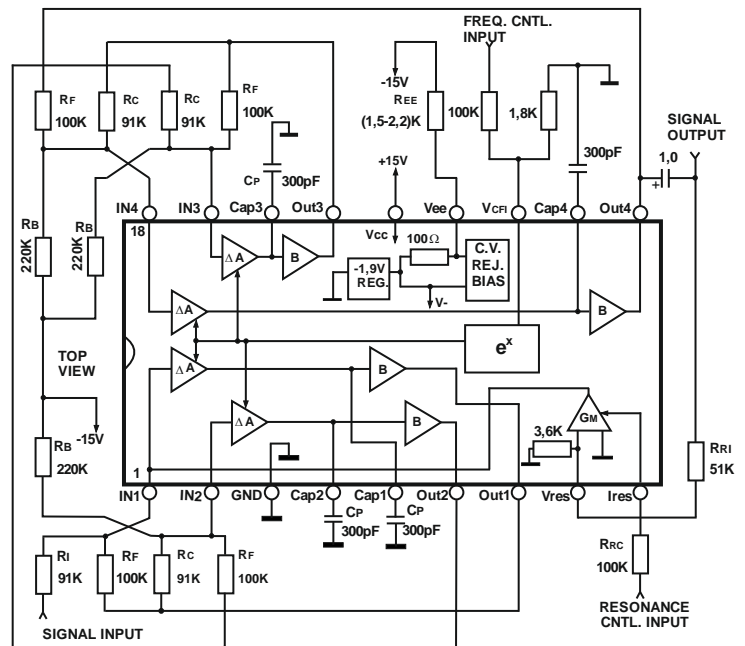 FREQ. CNTL.
INPUT
-15V
RF
100K
RC
91K
RC
91K
RF
100K
REE
(1,5-2,2)K
100K
1,8K
SIGNAL
OUTPUT
CP
300pF
+15V
300pF
1,0
+
IN4
IN3
Cap3
Out3
Vcc
Vee
VCFI
Cap4
Out4
18
RB
220K
RB
220K
ΔA
B
-1,9V
REG.
100Ω
C.V.
REJ.
BIAS
V-
ΔA
B
TOP
VIEW
ΔA
B
e^x
-15V
ΔA
B
GM
3,6K
RB
220K
1
RRI
51K
IN1
IN2
GND
Cap2
Cap1
Out2
Out1
Vres
Ires
CP
300pF
CP
300pF
RI
91K
RF
100K
RC
91K
RF
100K
RRC
100K
SIGNAL INPUT
RESONANCE
CNTL. INPUT